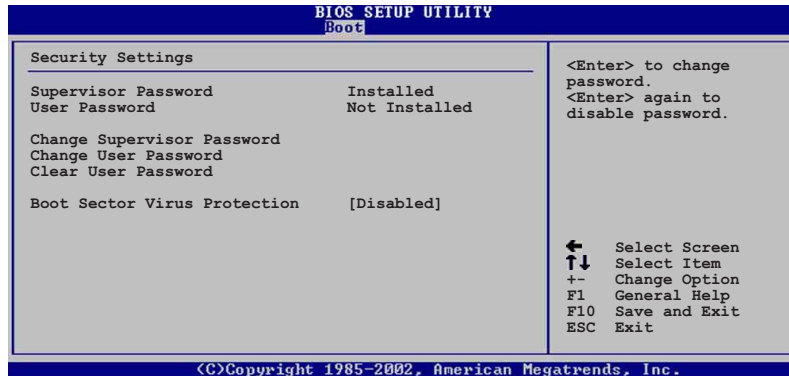 BIOS SETUP UTILITY
Boot
Security Settings
Supervisor Password Installed
User Password Not Installed
Change Supervisor Password
Change User Password
Clear User Password
Boot Sector Virus Protection [Disabled]
<Enter> to change
password.
<Enter> again to
disable password.
← Select Screen
↑↓ Select Item
+- Change Option
F1 General Help
F10 Save and Exit
ESC Exit
(C)Copyright 1985-2002, American Megatrends, Inc.